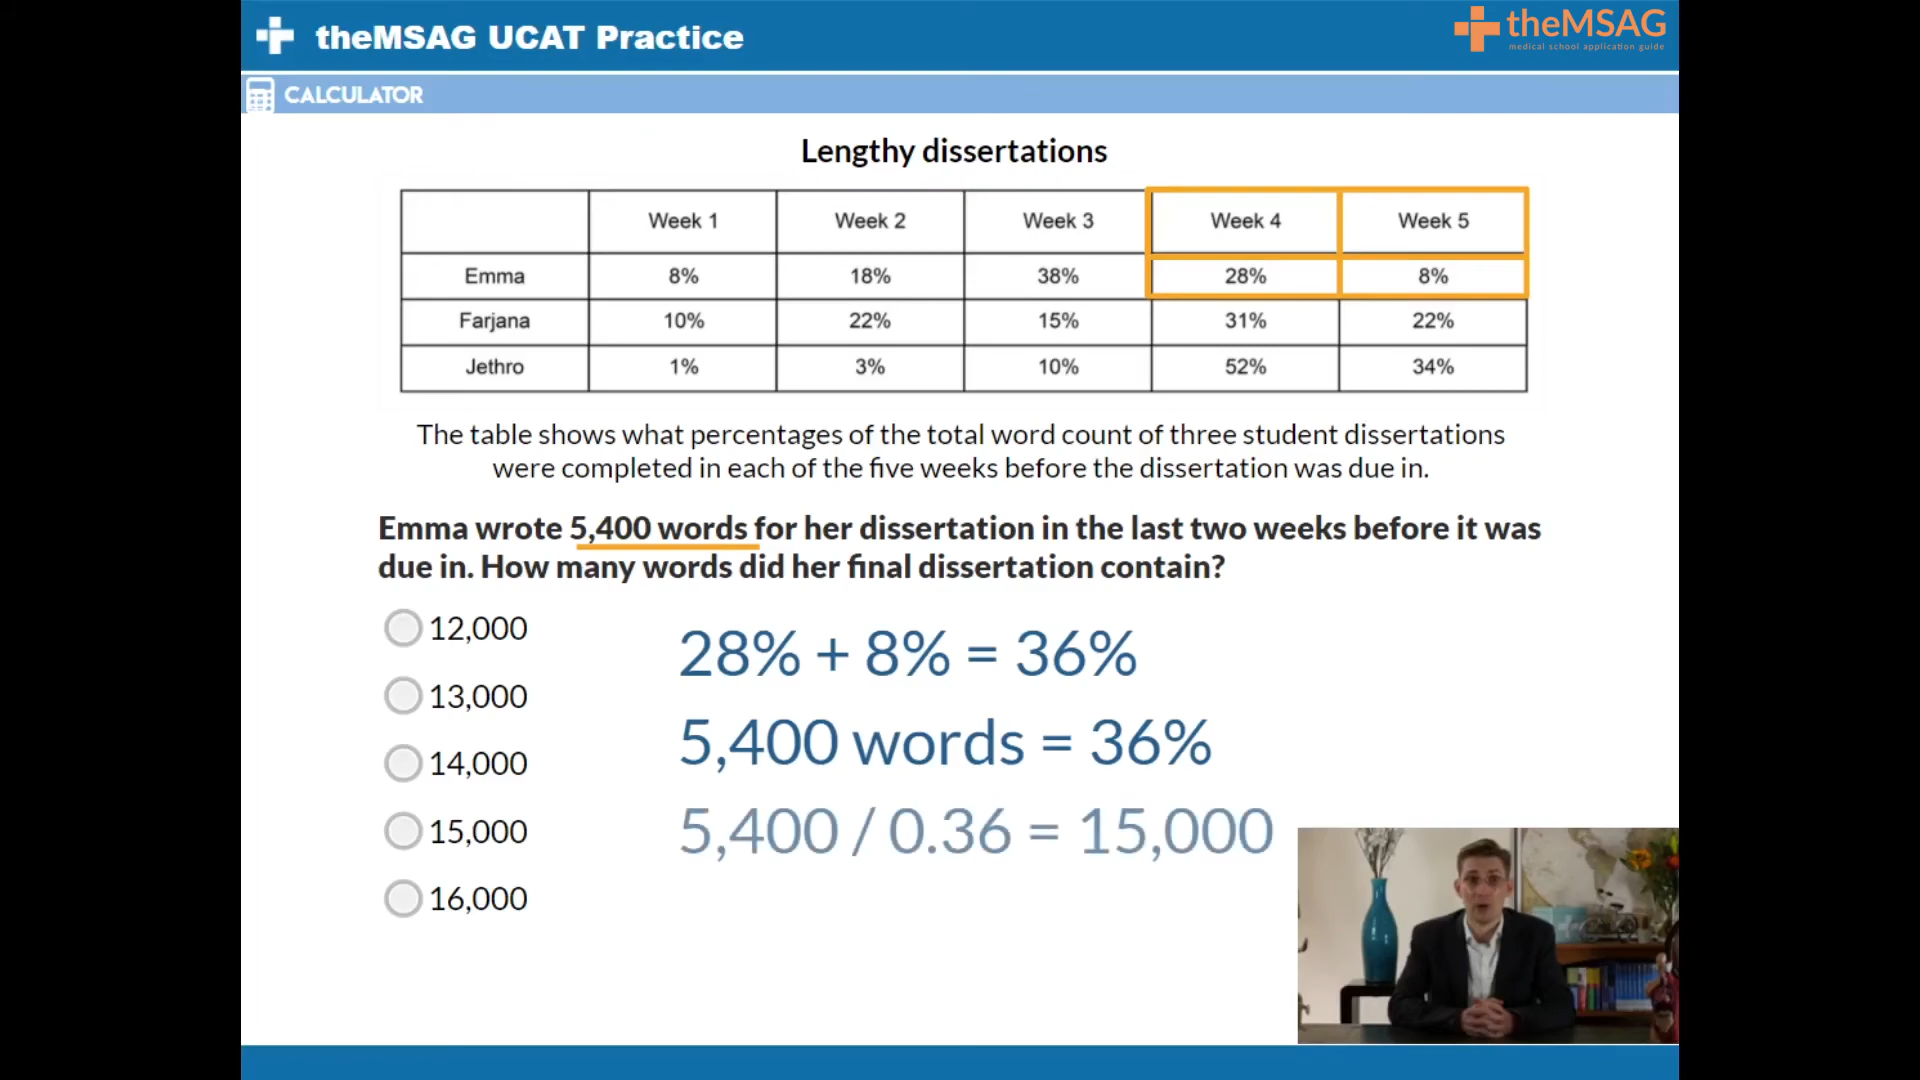 theMSAG UCAT Practice
theMSAG
medical school application guide
CALCULATOR
Lengthy dissertations
Week 1 Week 2 Week 3 Week 4 Week 5
Emma 8% 18% 38% 28% 8%
Farjana 10% 22% 15% 31% 22%
Jethro 1% 3% 10% 52% 34%
The table shows what percentages of the total word count of three student dissertations
were completed in each of the five weeks before the dissertation was due in.
Emma wrote 5,400 words for her dissertation in the last two weeks before it was
due in. How many words did her final dissertation contain?
12,000
13,000
14,000
15,000
16,000
28% + 8% = 36%
5,400 words = 36%
5,400 / 0.36 = 15,000